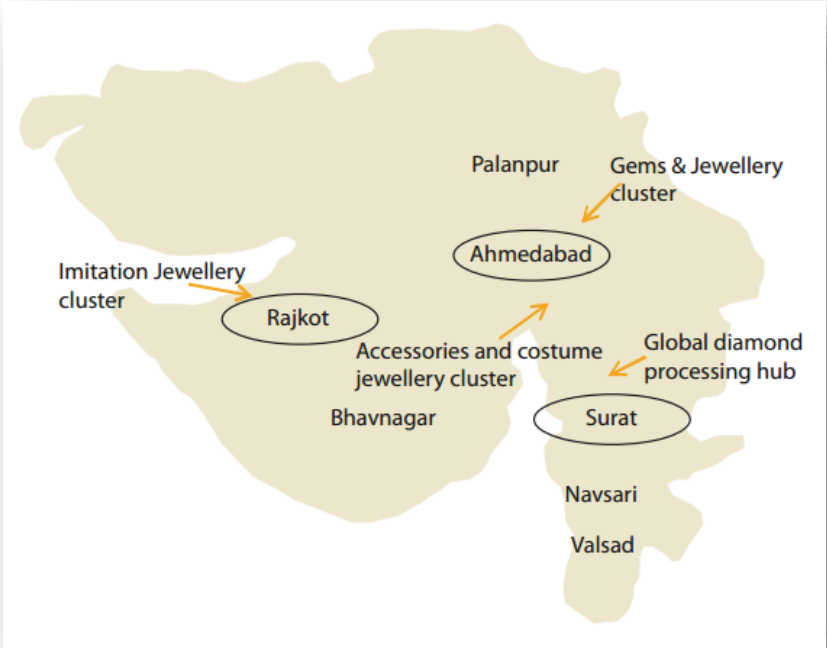 Palanpur
Gems & Jewellery
cluster
Ahmedabad
Imitation Jewellery
cluster
Rajkot
Accessories and costume
jewellery cluster
Global diamond
processing hub
Bhavnagar
Surat
Navsari
Valsad